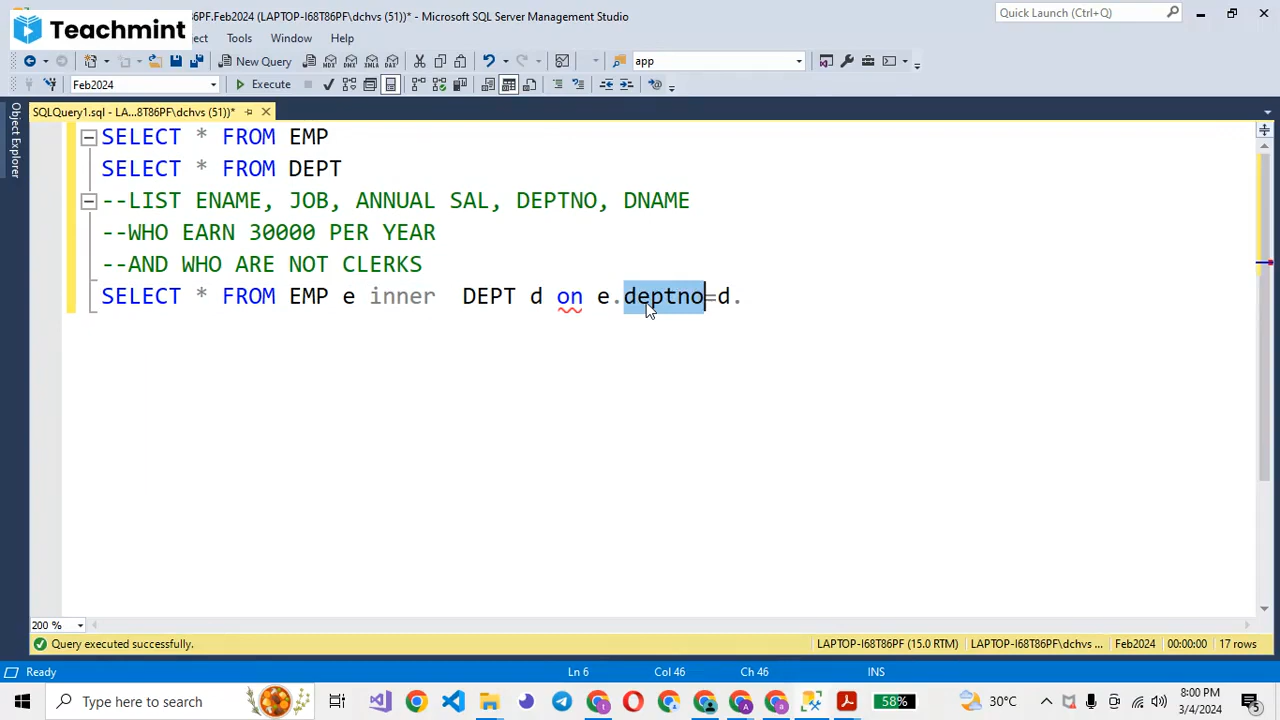 Teachmint
6PF.Feb2024 (LAPTOP-I68T86PF\dchvs (51))* - Microsoft SQL Server Management Studio
Quick Launch (Ctrl+Q)
Tools Window Help
New Query
app
Feb2024
Execute
SQLQuery1.sql - LA...8T86PF\dchvs (51))*
Object Explorer
SELECT * FROM EMP
SELECT * FROM DEPT
--LIST ENAME, JOB, ANNUAL SAL, DEPTNO, DNAME
--WHO EARN 30000 PER YEAR
--AND WHO ARE NOT CLERKS
SELECT * FROM EMP e inner  DEPT d on e.deptno=d.
200 %
Query executed successfully.
LAPTOP-I68T86PF (15.0 RTM) LAPTOP-I68T86PF\dchvs ... Feb2024 00:00:00 17 rows
Ready
Ln 6 Col 46 Ch 46 INS
Type here to search
58%
30°C
8:00 PM
3/4/2024
5